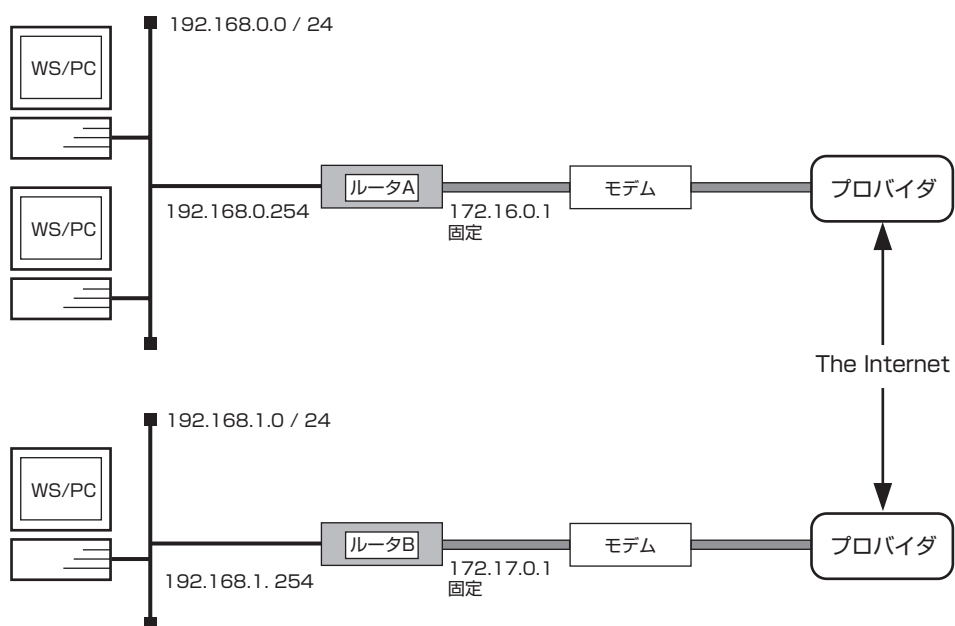 192.168.0.0 / 24
WS/PC
WS/PC
192.168.0.254
ルータA
172.16.0.1
固定
モデム
プロバイダ
The Internet
192.168.1.0 / 24
WS/PC
192.168.1. 254
ルータB
172.17.0.1
固定
モデム
プロバイダ